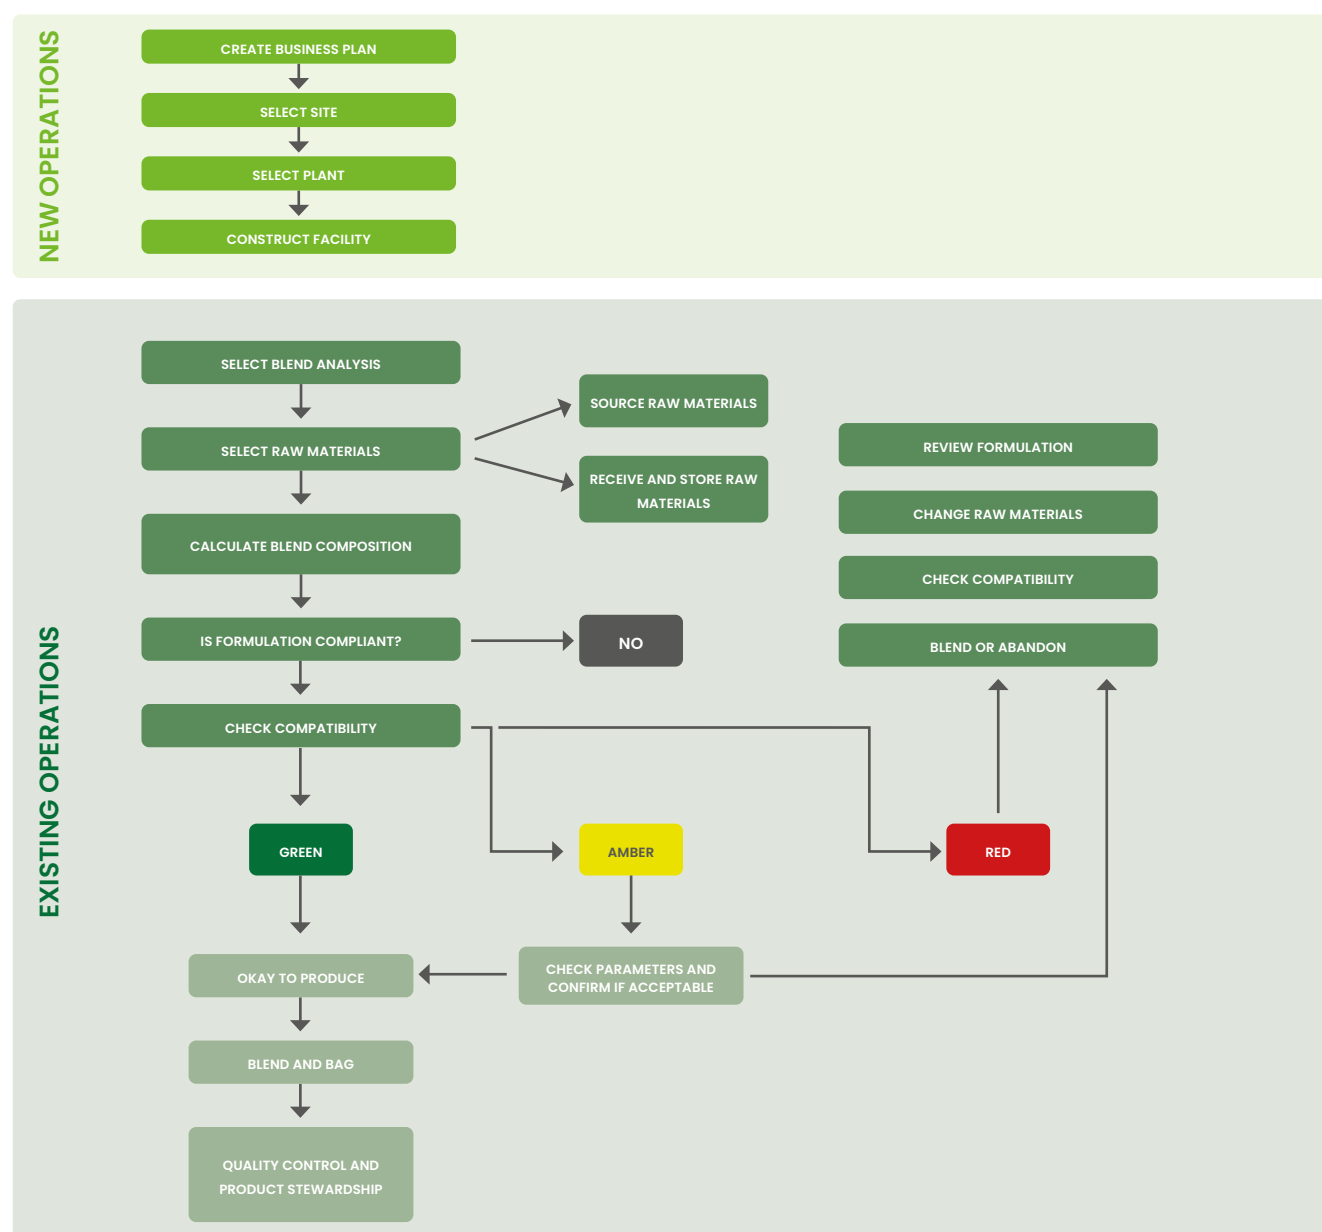 NEW OPERATIONS
CREATE BUSINESS PLAN
SELECT SITE
SELECT PLANT
CONSTRUCT FACILITY
EXISTING OPERATIONS
SELECT BLEND ANALYSIS
SELECT RAW MATERIALS
SOURCE RAW MATERIALS
RECEIVE AND STORE RAW
MATERIALS
CALCULATE BLEND COMPOSITION
IS FORMULATION COMPLIANT?
NO
CHECK COMPATIBILITY
REVIEW FORMULATION
CHANGE RAW MATERIALS
CHECK COMPATIBILITY
BLEND OR ABANDON
GREEN
AMBER
RED
OKAY TO PRODUCE
CHECK PARAMETERS AND
CONFIRM IF ACCEPTABLE
BLEND AND BAG
QUALITY CONTROL AND
PRODUCT STEWARDSHIP